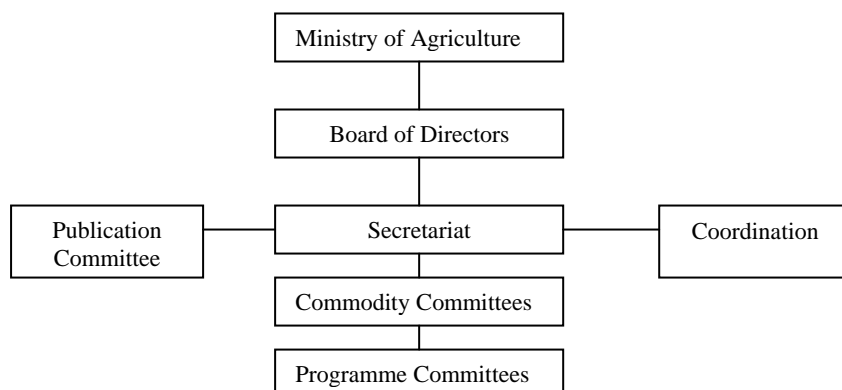 Ministry of Agriculture
Board of Directors
Publication
Committee
Secretariat
Coordination
Commodity Committees
Programme Committees